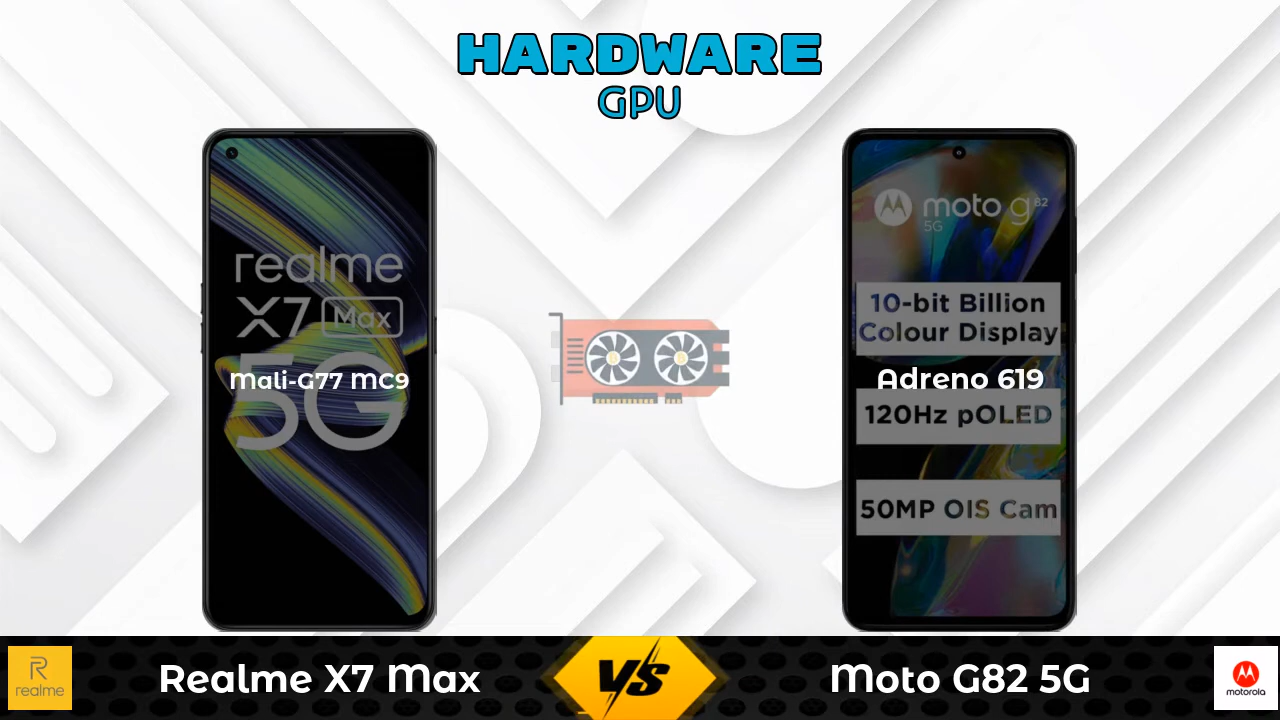 HARDWARE
GPU
realme
X7 Max
5G
Mali-G77 MC9
moto g82
5G
10-bit Billion
Colour Display
Adreno 619
120Hz pOLED
50MP OIS Cam
realme
Realme X7 Max
VS
Moto G82 5G
motorola